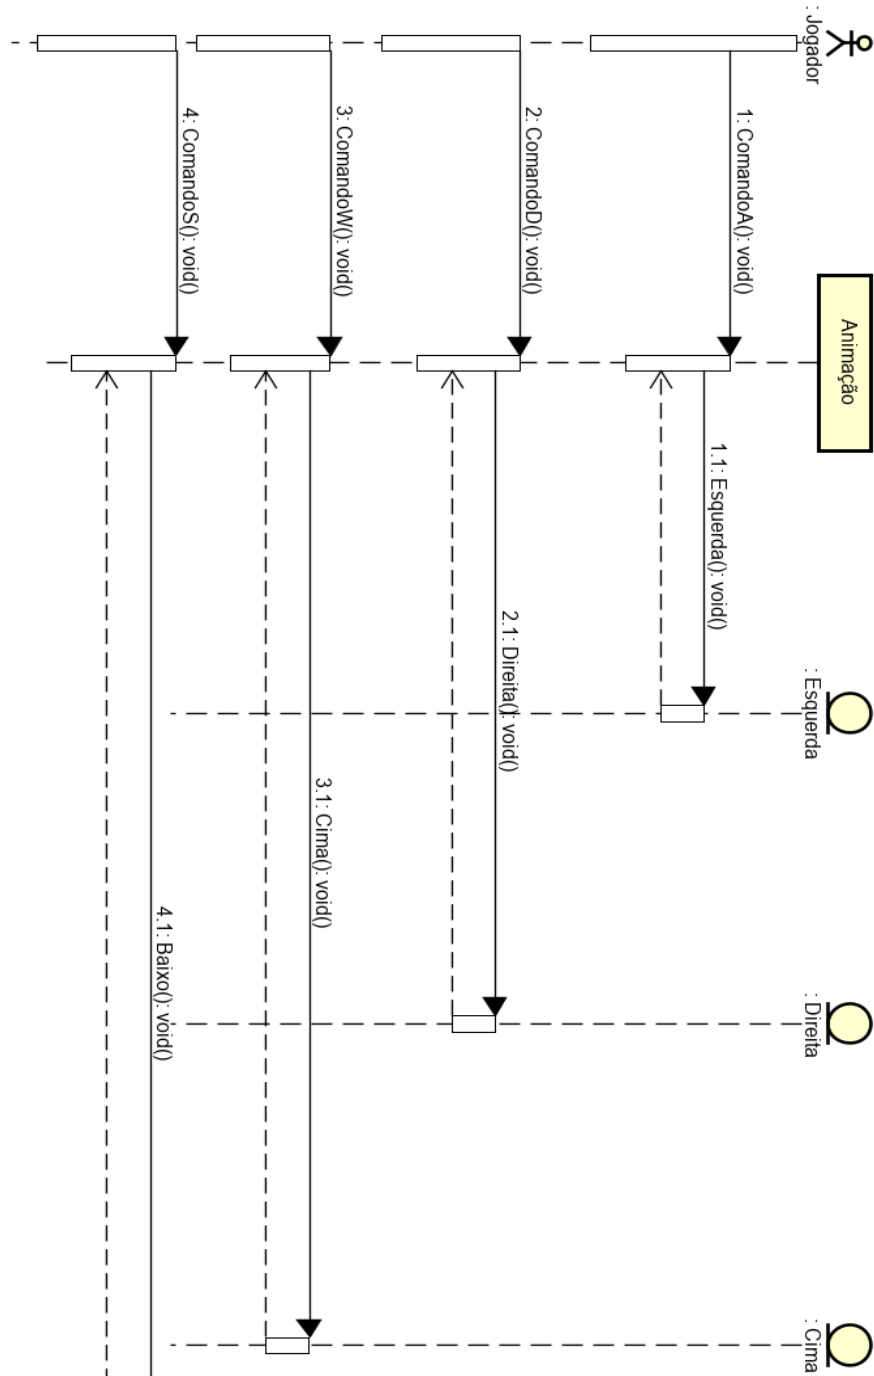 : Jogador
Animação
: Esquerda
: Direita
: Cima
1: ComandoA(): void()
1.1: Esquerda(): void()
2: ComandoD(): void()
2.1: Direita(): void()
3: ComandoW(): void()
3.1: Cima(): void()
4: ComandoS(): void()
4.1: Baixo(): void()